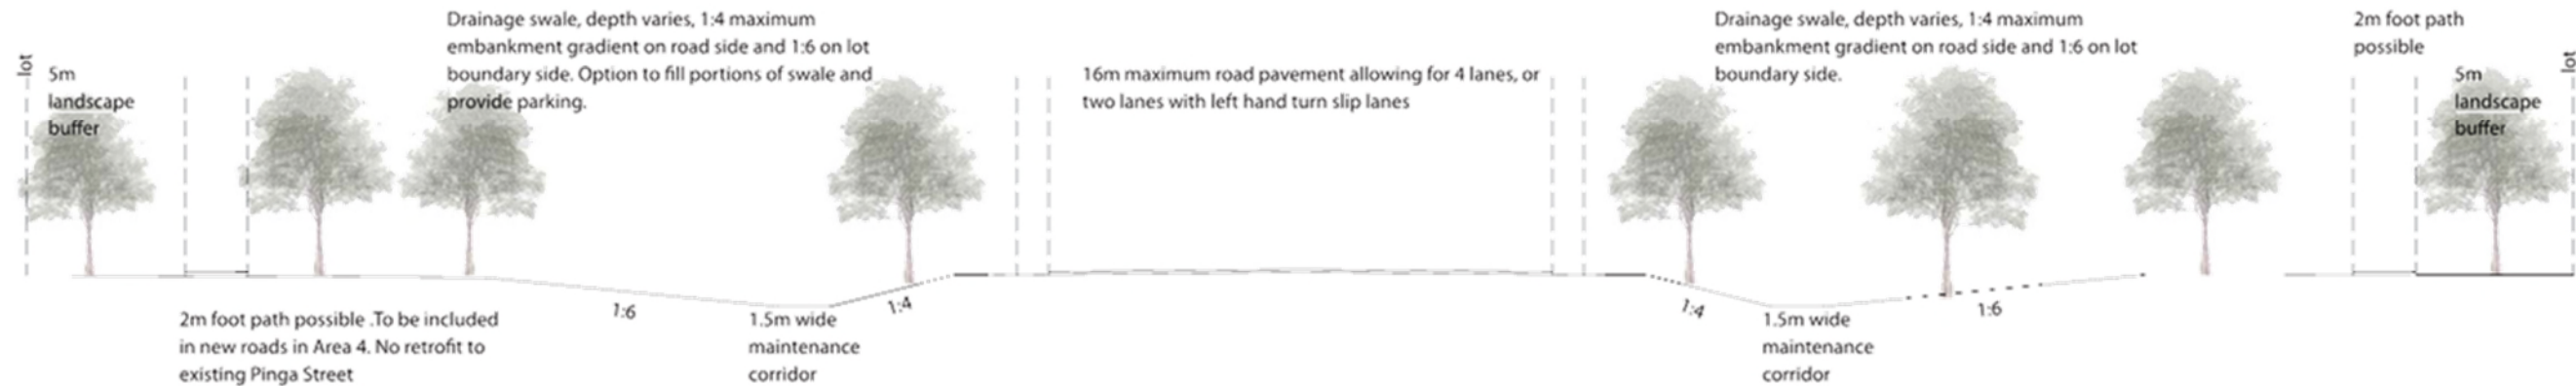 lot
5m
landscape
buffer
Drainage swale, depth varies, 1:4 maximum
embankment gradient on road side and 1:6 on lot
boundary side. Option to fill portions of swale and
provide parking.
16m maximum road pavement allowing for 4 lanes, or
two lanes with left hand turn slip lanes
Drainage swale, depth varies, 1:4 maximum
embankment gradient on road side and 1:6 on lot
boundary side.
2m foot path
possible
5m
landscape
buffer
lot
2m foot path possible .To be included
in new roads in Area 4. No retrofit to
existing Pinga Street
1:6
1.5m wide
maintenance
corridor
1:4
1:4
1.5m wide
maintenance
corridor
1:6